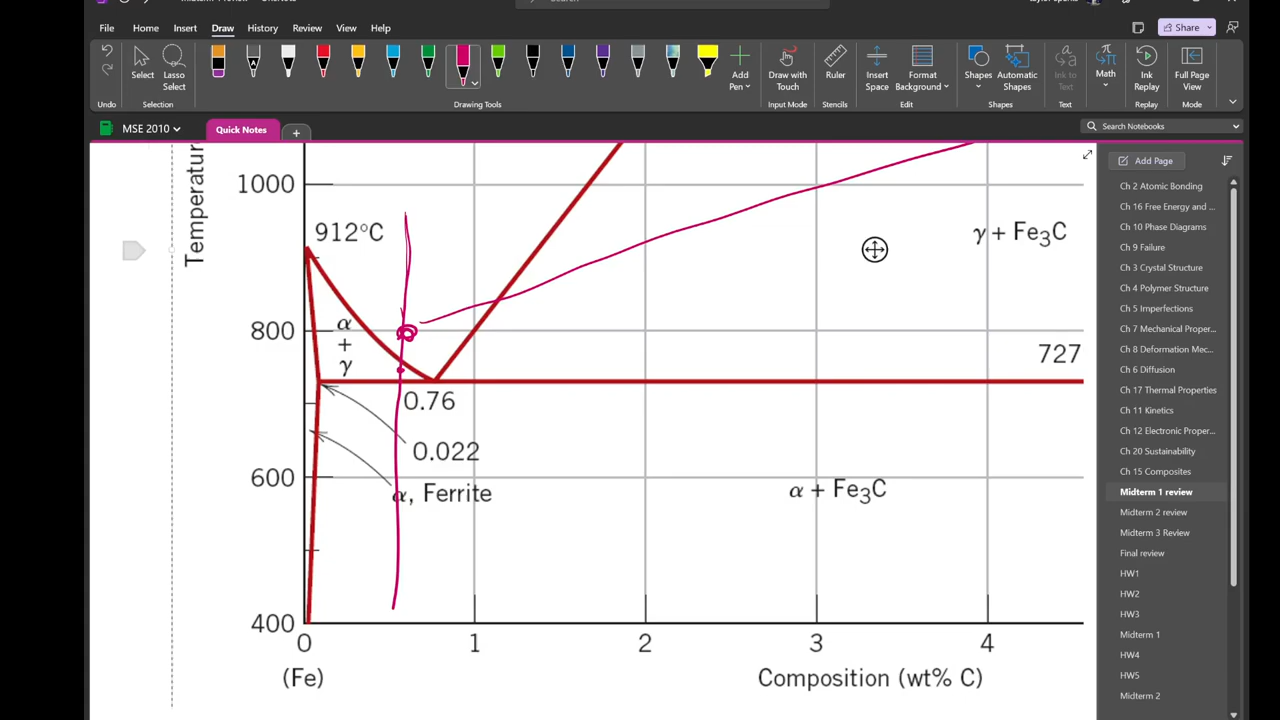 File Home Insert Draw History Review View Help
Share
Select Lasso Select Add Pen Draw with Touch Ruler Insert Space Format Background Shapes Automatic Shapes Ink to Text Math Ink Replay Full Page View
Undo Selection Drawing Tools Input Mode Stencils Edit Shapes Text Math Replay Mode
MSE 2010 Quick Notes + Search Notebooks
Add Page
Ch 2 Atomic Bonding
Ch 16 Free Energy and ...
Ch 10 Phase Diagrams
Ch 9 Failure
Ch 3 Crystal Structure
Ch 4 Polymer Structure
Ch 5 Imperfections
Ch 7 Mechanical Proper...
Ch 8 Deformation Mec...
Ch 6 Diffusion
Ch 17 Thermal Properties
Ch 11 Kinetics
Ch 12 Electronic Proper...
Ch 20 Sustainability
Ch 15 Composites
Midterm 1 review
Midterm 2 review
Midterm 3 Review
Final review
HW1
HW2
HW3
Midterm 1
HW4
HW5
Midterm 2
1000
912°C
γ + Fe3C
800
α
+
γ
727
0.76
0.022
600
α, Ferrite
α + Fe3C
400
0 1 2 3 4
(Fe) Composition (wt% C)